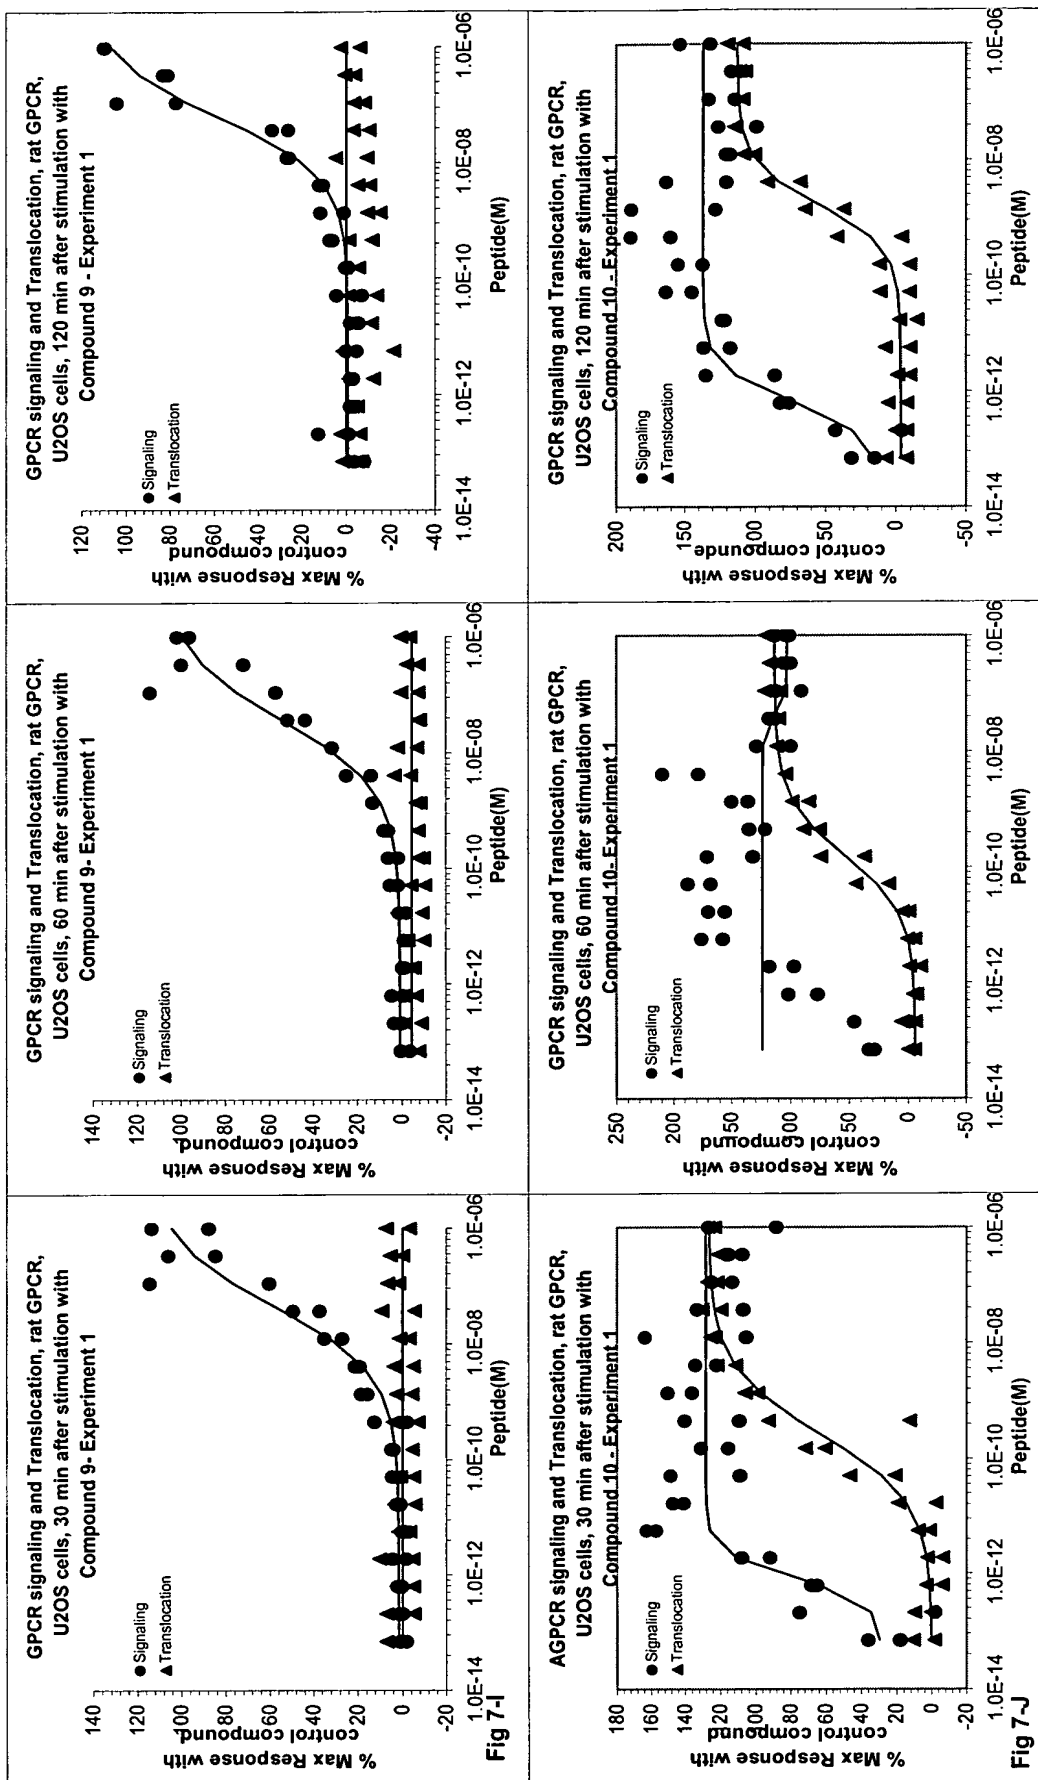 GPCR signaling and Translocation, rat GPCR,
U2OS cells, 30 min after stimulation with
Compound 9- Experiment 1
% Max Response with
control compound
140
120
100
80
60
40
20
0
-20
Signaling
Translocation
1.0E-14
1.0E-12
1.0E-10
1.0E-08
1.0E-06
Peptide(M)
Fig 7-I
GPCR signaling and Translocation, rat GPCR,
U2OS cells, 60 min after stimulation with
Compound 9- Experiment 1
% Max Response with
control compound
140
120
100
80
60
40
20
0
-20
Signaling
Translocation
1.0E-14
1.0E-12
1.0E-10
1.0E-08
1.0E-06
Peptide(M)
GPCR signaling and Translocation, rat GPCR,
U2OS cells, 120 min after stimulation with
Compound 9 - Experiment 1
% Max Response with
control compound
120
100
80
60
40
20
0
-20
-40
Signaling
Translocation
1.0E-14
1.0E-12
1.0E-10
1.0E-08
1.0E-06
Peptide(M)
AGPCR signaling and Translocation, rat GPCR,
U2OS cells, 30 min after stimulation with
Compound 10 - Experiment 1
% Max Response with
control compound
180
160
140
120
100
80
60
40
20
0
-20
Signaling
Translocation
1.0E-14
1.0E-12
1.0E-10
1.0E-08
1.0E-06
Peptide(M)
Fig 7-J
GPCR signaling and Translocation, rat GPCR,
U2OS cells, 60 min after stimulation with
Compound 10- Experiment 1
% Max Response with
control compound
250
200
150
100
50
0
-50
Signaling
Translocation
1.0E-14
1.0E-12
1.0E-10
1.0E-08
1.0E-06
Peptide(M)
GPCR signaling and Translocation, rat GPCR,
U2OS cells, 120 min after stimulation with
Compound 10 - Experiment 1
% Max Response with
control compounde
200
150
100
50
0
-50
Signaling
Translocation
1.0E-14
1.0E-12
1.0E-10
1.0E-08
1.0E-06
Peptide(M)